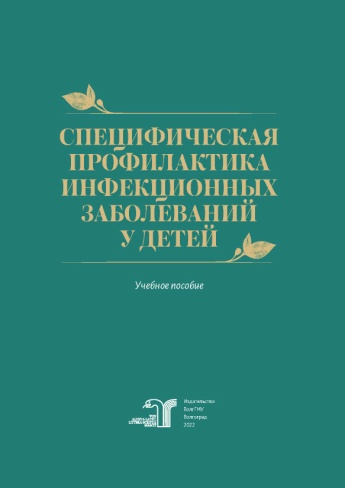 СПЕЦИФИЧЕСКАЯ
ПРОФИЛАКТИКА
ИНФЕКЦИОННЫХ
ЗАБОЛЕВАНИЙ
У ДЕТЕЙ
Учебное пособие
Издательство
ВолгГМУ
Волгоград
2022